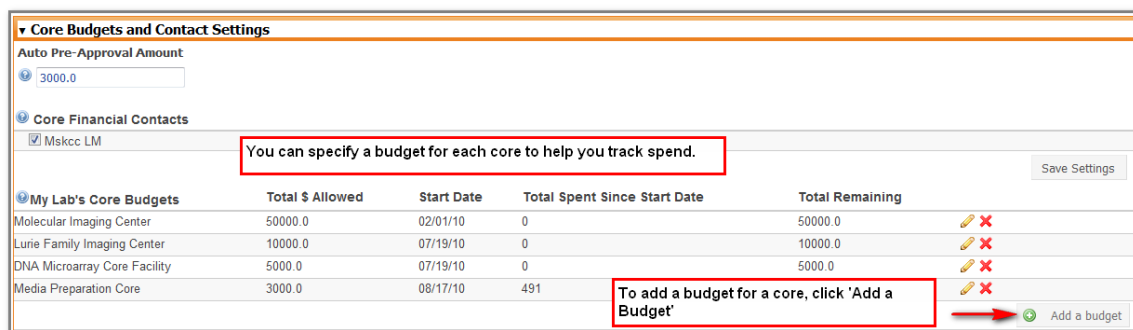 ▾ Core Budgets and Contact Settings
Auto Pre-Approval Amount
3000.0
Core Financial Contacts
Mskcc LM
You can specify a budget for each core to help you track spend.
Save Settings
My Lab's Core Budgets Total $ Allowed Start Date Total Spent Since Start Date Total Remaining
Molecular Imaging Center 50000.0 02/01/10 0 50000.0
Lurie Family Imaging Center 10000.0 07/19/10 0 10000.0
DNA Microarray Core Facility 5000.0 07/19/10 0 5000.0
Media Preparation Core 3000.0 08/17/10 491
To add a budget for a core, click 'Add a
Budget'
Add a budget